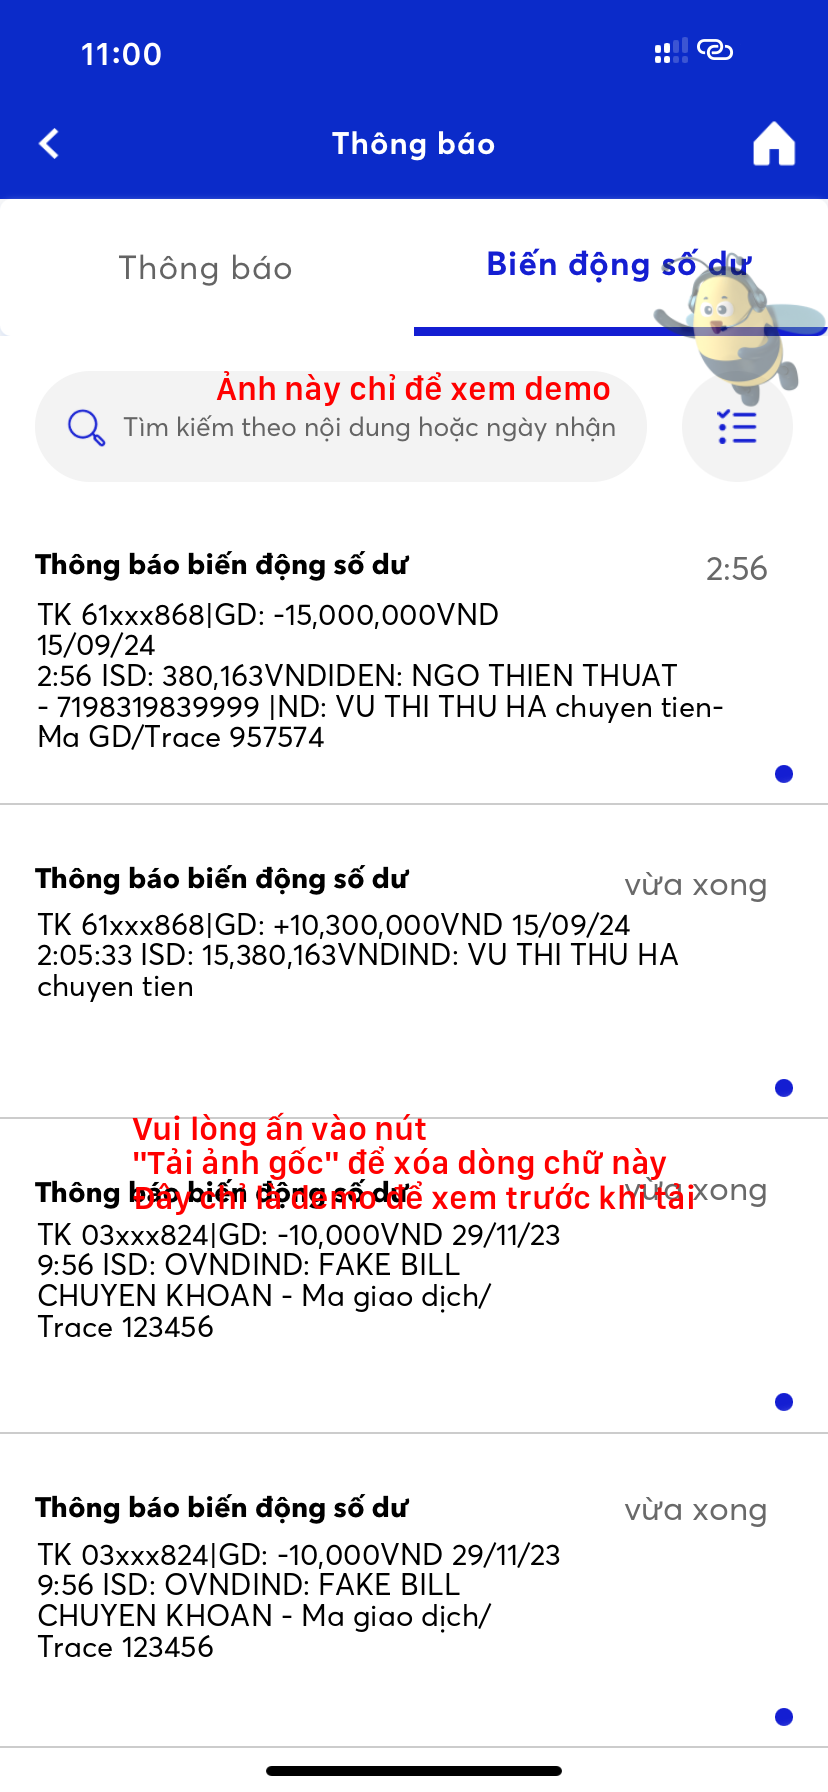 11:00
Thông báo
Thông báo
Biến động số dư
Ảnh này chỉ để xem demo
Tìm kiếm theo nội dung hoặc ngày nhận
Thông báo biến động số dư
2:56
TK 61xxx868|GD: -15,000,000VND
15/09/24
2:56 ISD: 380,163VNDIDEN: NGO THIEN THUAT
- 7198319839999 |ND: VU THI THU HA chuyen tien-
Ma GD/Trace 957574
Thông báo biến động số dư
vừa xong
TK 61xxx868|GD: +10,300,000VND 15/09/24
2:05:33 ISD: 15,380,163VNDIND: VU THI THU HA
chuyen tien
Vui lòng ấn vào nút
"Tải ảnh gốc" để xóa dòng chữ này
Đây chỉ là demo để xem trước khi tải
Thông báo biến động số dư
vừa xong
TK 03xxx824|GD: -10,000VND 29/11/23
9:56 ISD: OVNDIND: FAKE BILL
CHUYEN KHOAN - Ma giao dịch/
Trace 123456
Thông báo biến động số dư
vừa xong
TK 03xxx824|GD: -10,000VND 29/11/23
9:56 ISD: OVNDIND: FAKE BILL
CHUYEN KHOAN - Ma giao dịch/
Trace 123456